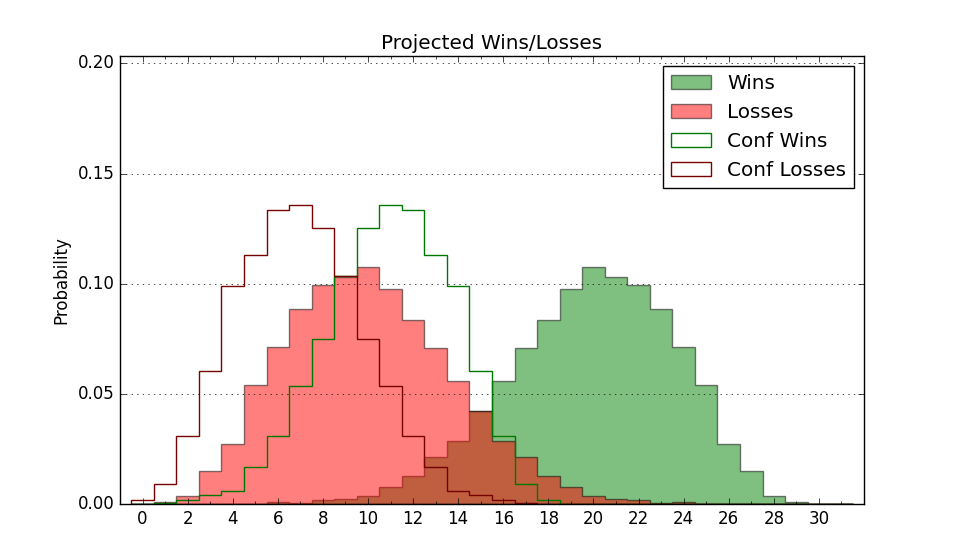 Projected Wins/Losses
Wins
Losses
Conf Wins
Conf Losses
Probability
0.20
0.15
0.10
0.05
0.00
0 2 4 6 8 10 12 14 16 18 20 22 24 26 28 30